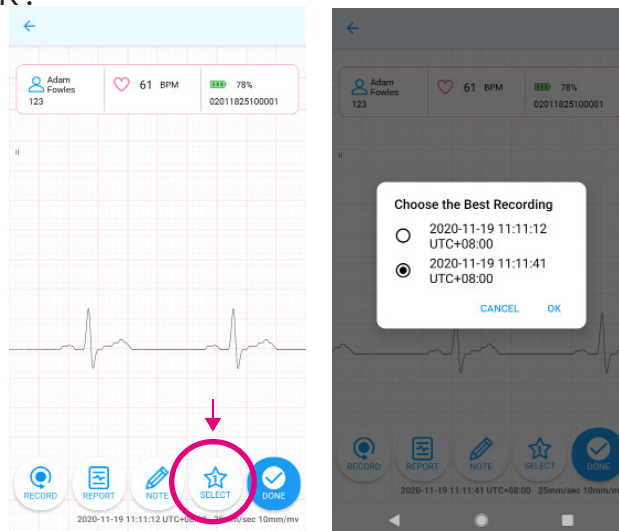 Adam
Fowles
123
61 BPM
78%
02011825100001
II
RECORD
REPORT
NOTE
SELECT
DONE
2020-11-19 11:11:12 UTC+08:00 25mm/sec 10mm/mv
Adam
Fowles
123
61 BPM
78%
02011825100001
II
Choose the Best Recording
2020-11-19 11:11:12
UTC+08:00
2020-11-19 11:11:41
UTC+08:00
CANCEL OK
RECORD
REPORT
NOTE
SELECT
DONE
2020-11-19 11:11:41 UTC+08:00 25mm/sec 10mm/mv